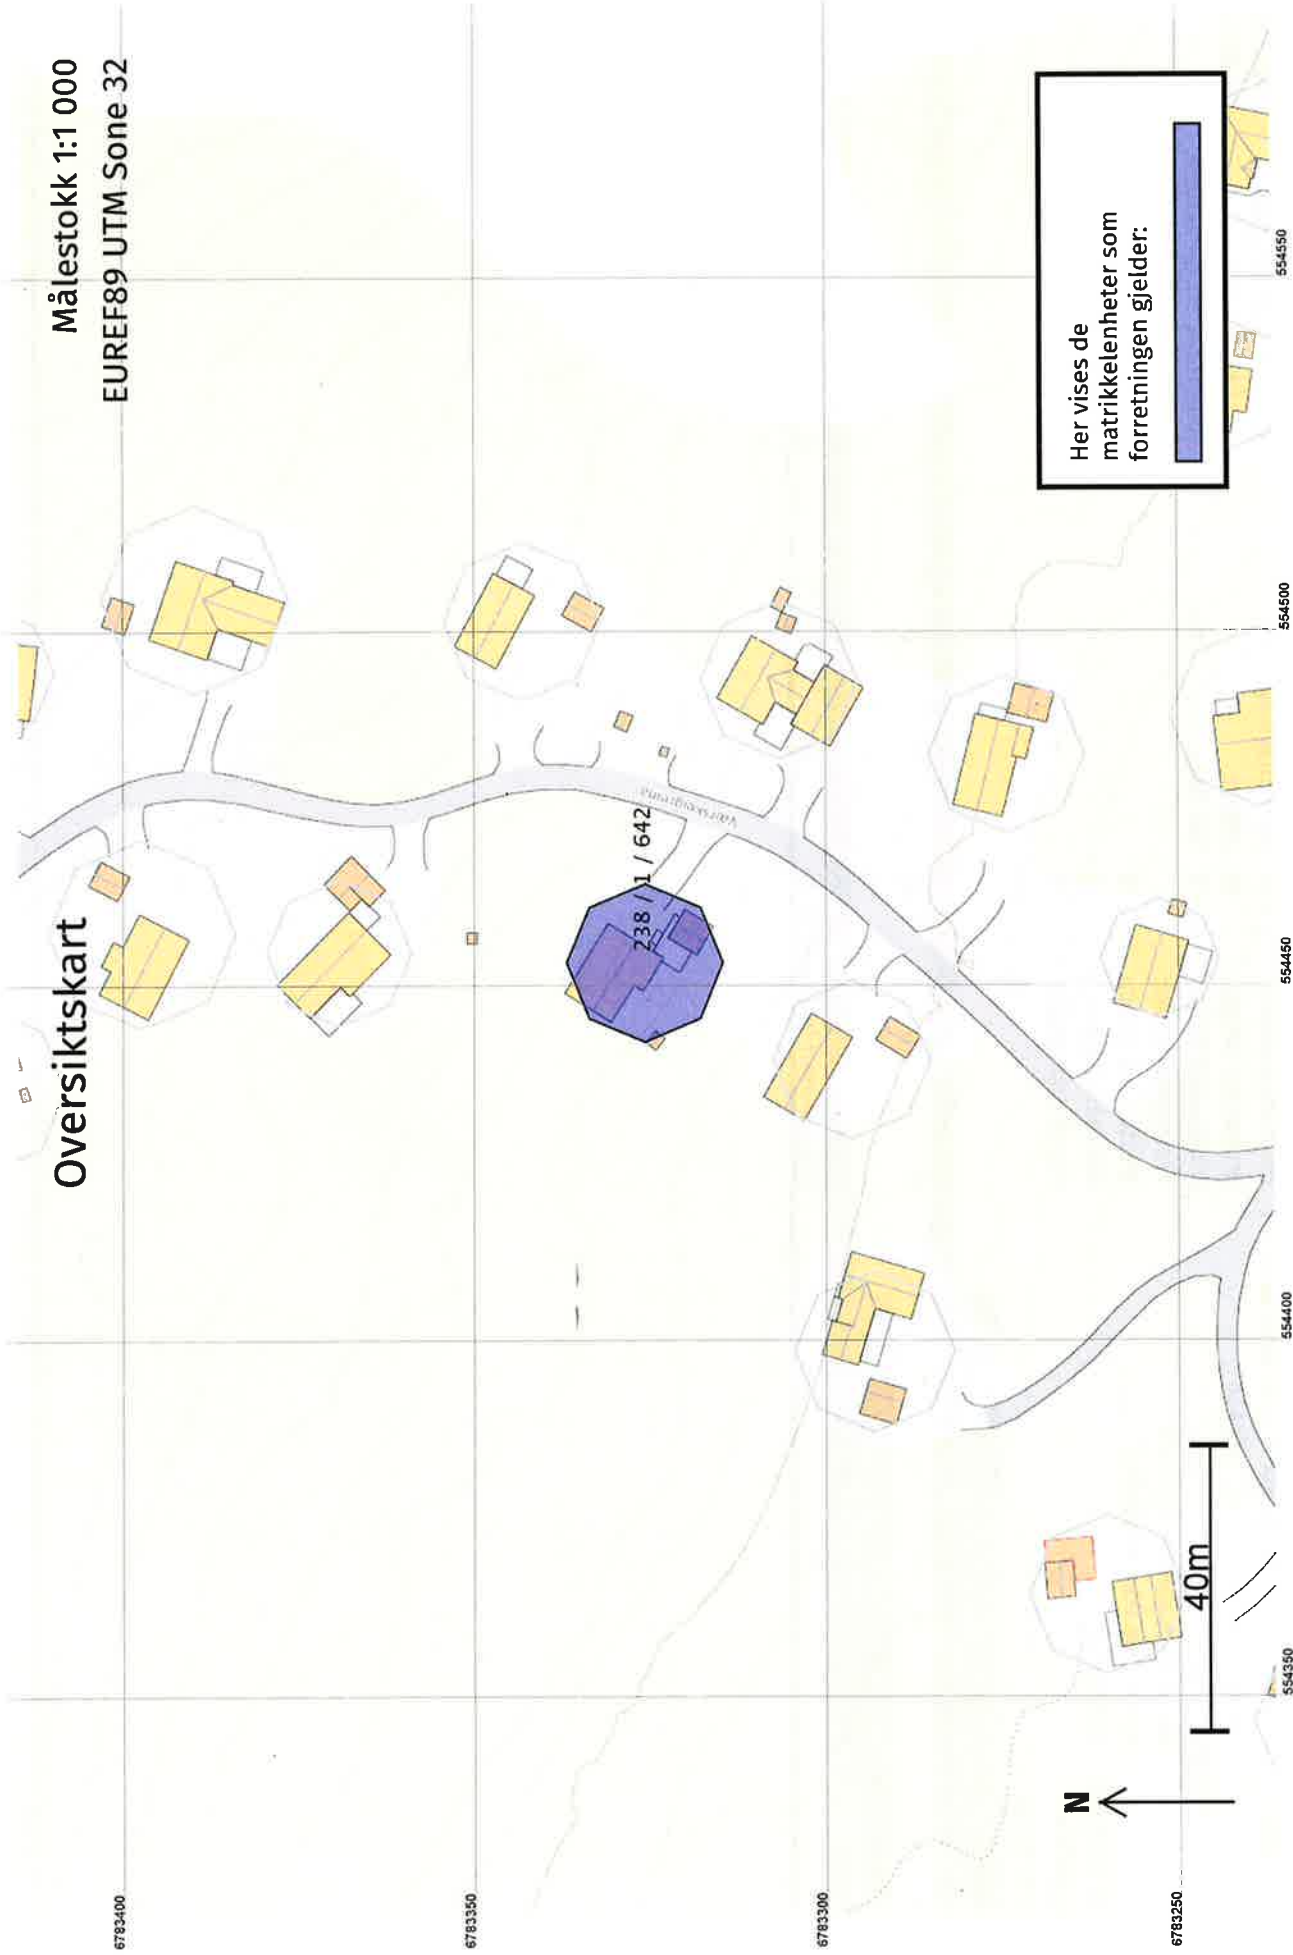 Oversiktskart
Målestokk 1:1 000
EUREF89 UTM Sone 32
6783400
6783350
6783300
6783250
238 / 1 / 642
Her vises de
matrikkelenheter som
forretningen gjelder:
N
40m
554350
554400
554450
554500
554550